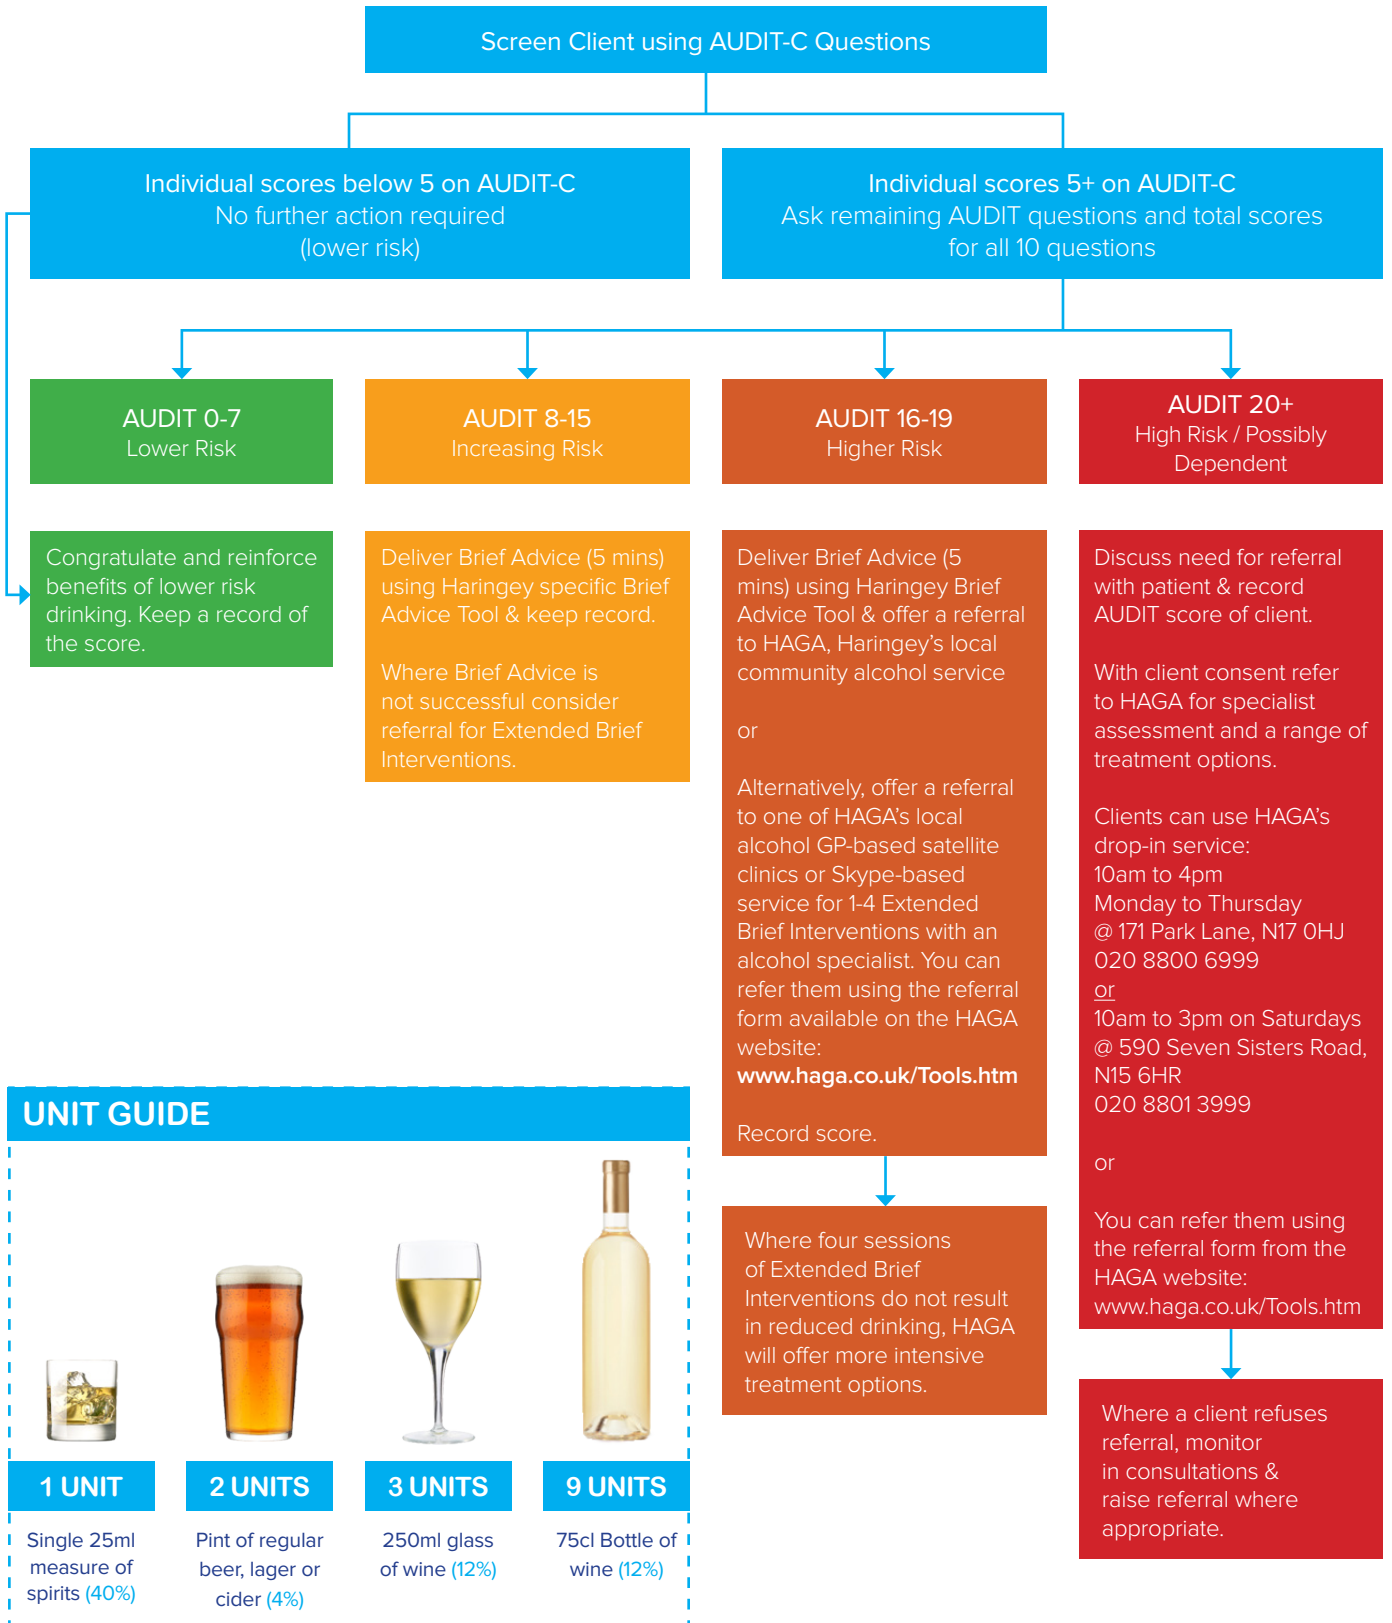 Screen Client using AUDIT-C Questions
Individual scores below 5 on AUDIT-C
No further action required
(lower risk)
Individual scores 5+ on AUDIT-C
Ask remaining AUDIT questions and total scores
for all 10 questions
AUDIT 0-7
Lower Risk
AUDIT 8-15
Increasing Risk
AUDIT 16-19
Higher Risk
AUDIT 20+
High Risk / Possibly
Dependent
Congratulate and reinforce
benefits of lower risk
drinking. Keep a record of
the score.
Deliver Brief Advice (5 mins)
using Haringey specific Brief
Advice Tool & keep record.
Where Brief Advice is
not successful consider
referral for Extended Brief
Interventions.
Deliver Brief Advice (5
mins) using Haringey Brief
Advice Tool & offer a referral
to HAGA, Haringey's local
community alcohol service
or
Alternatively, offer a referral
to one of HAGA's local
alcohol GP-based satellite
clinics or Skype-based
service for 1-4 Extended
Brief Interventions with an
alcohol specialist. You can
refer them using the referral
form available on the HAGA
website:
www.haga.co.uk/Tools.htm
Record score.
Where four sessions
of Extended Brief
Interventions do not result
in reduced drinking, HAGA
will offer more intensive
treatment options.
Discuss need for referral
with patient & record
AUDIT score of client.
With client consent refer
to HAGA for specialist
assessment and a range of
treatment options.
Clients can use HAGA's
drop-in service:
10am to 4pm
Monday to Thursday
@ 171 Park Lane, N17 0HJ
020 8800 6999
or
10am to 3pm on Saturdays
@ 590 Seven Sisters Road,
N15 6HR
020 8801 3999
or
You can refer them using
the referral form from the
HAGA website:
www.haga.co.uk/Tools.htm
Where a client refuses
referral, monitor
in consultations &
raise referral where
appropriate.
UNIT GUIDE
1 UNIT
Single 25ml
measure of
spirits (40%)
2 UNITS
Pint of regular
beer, lager or
cider (4%)
3 UNITS
250ml glass
of wine (12%)
9 UNITS
75cl Bottle of
wine (12%)